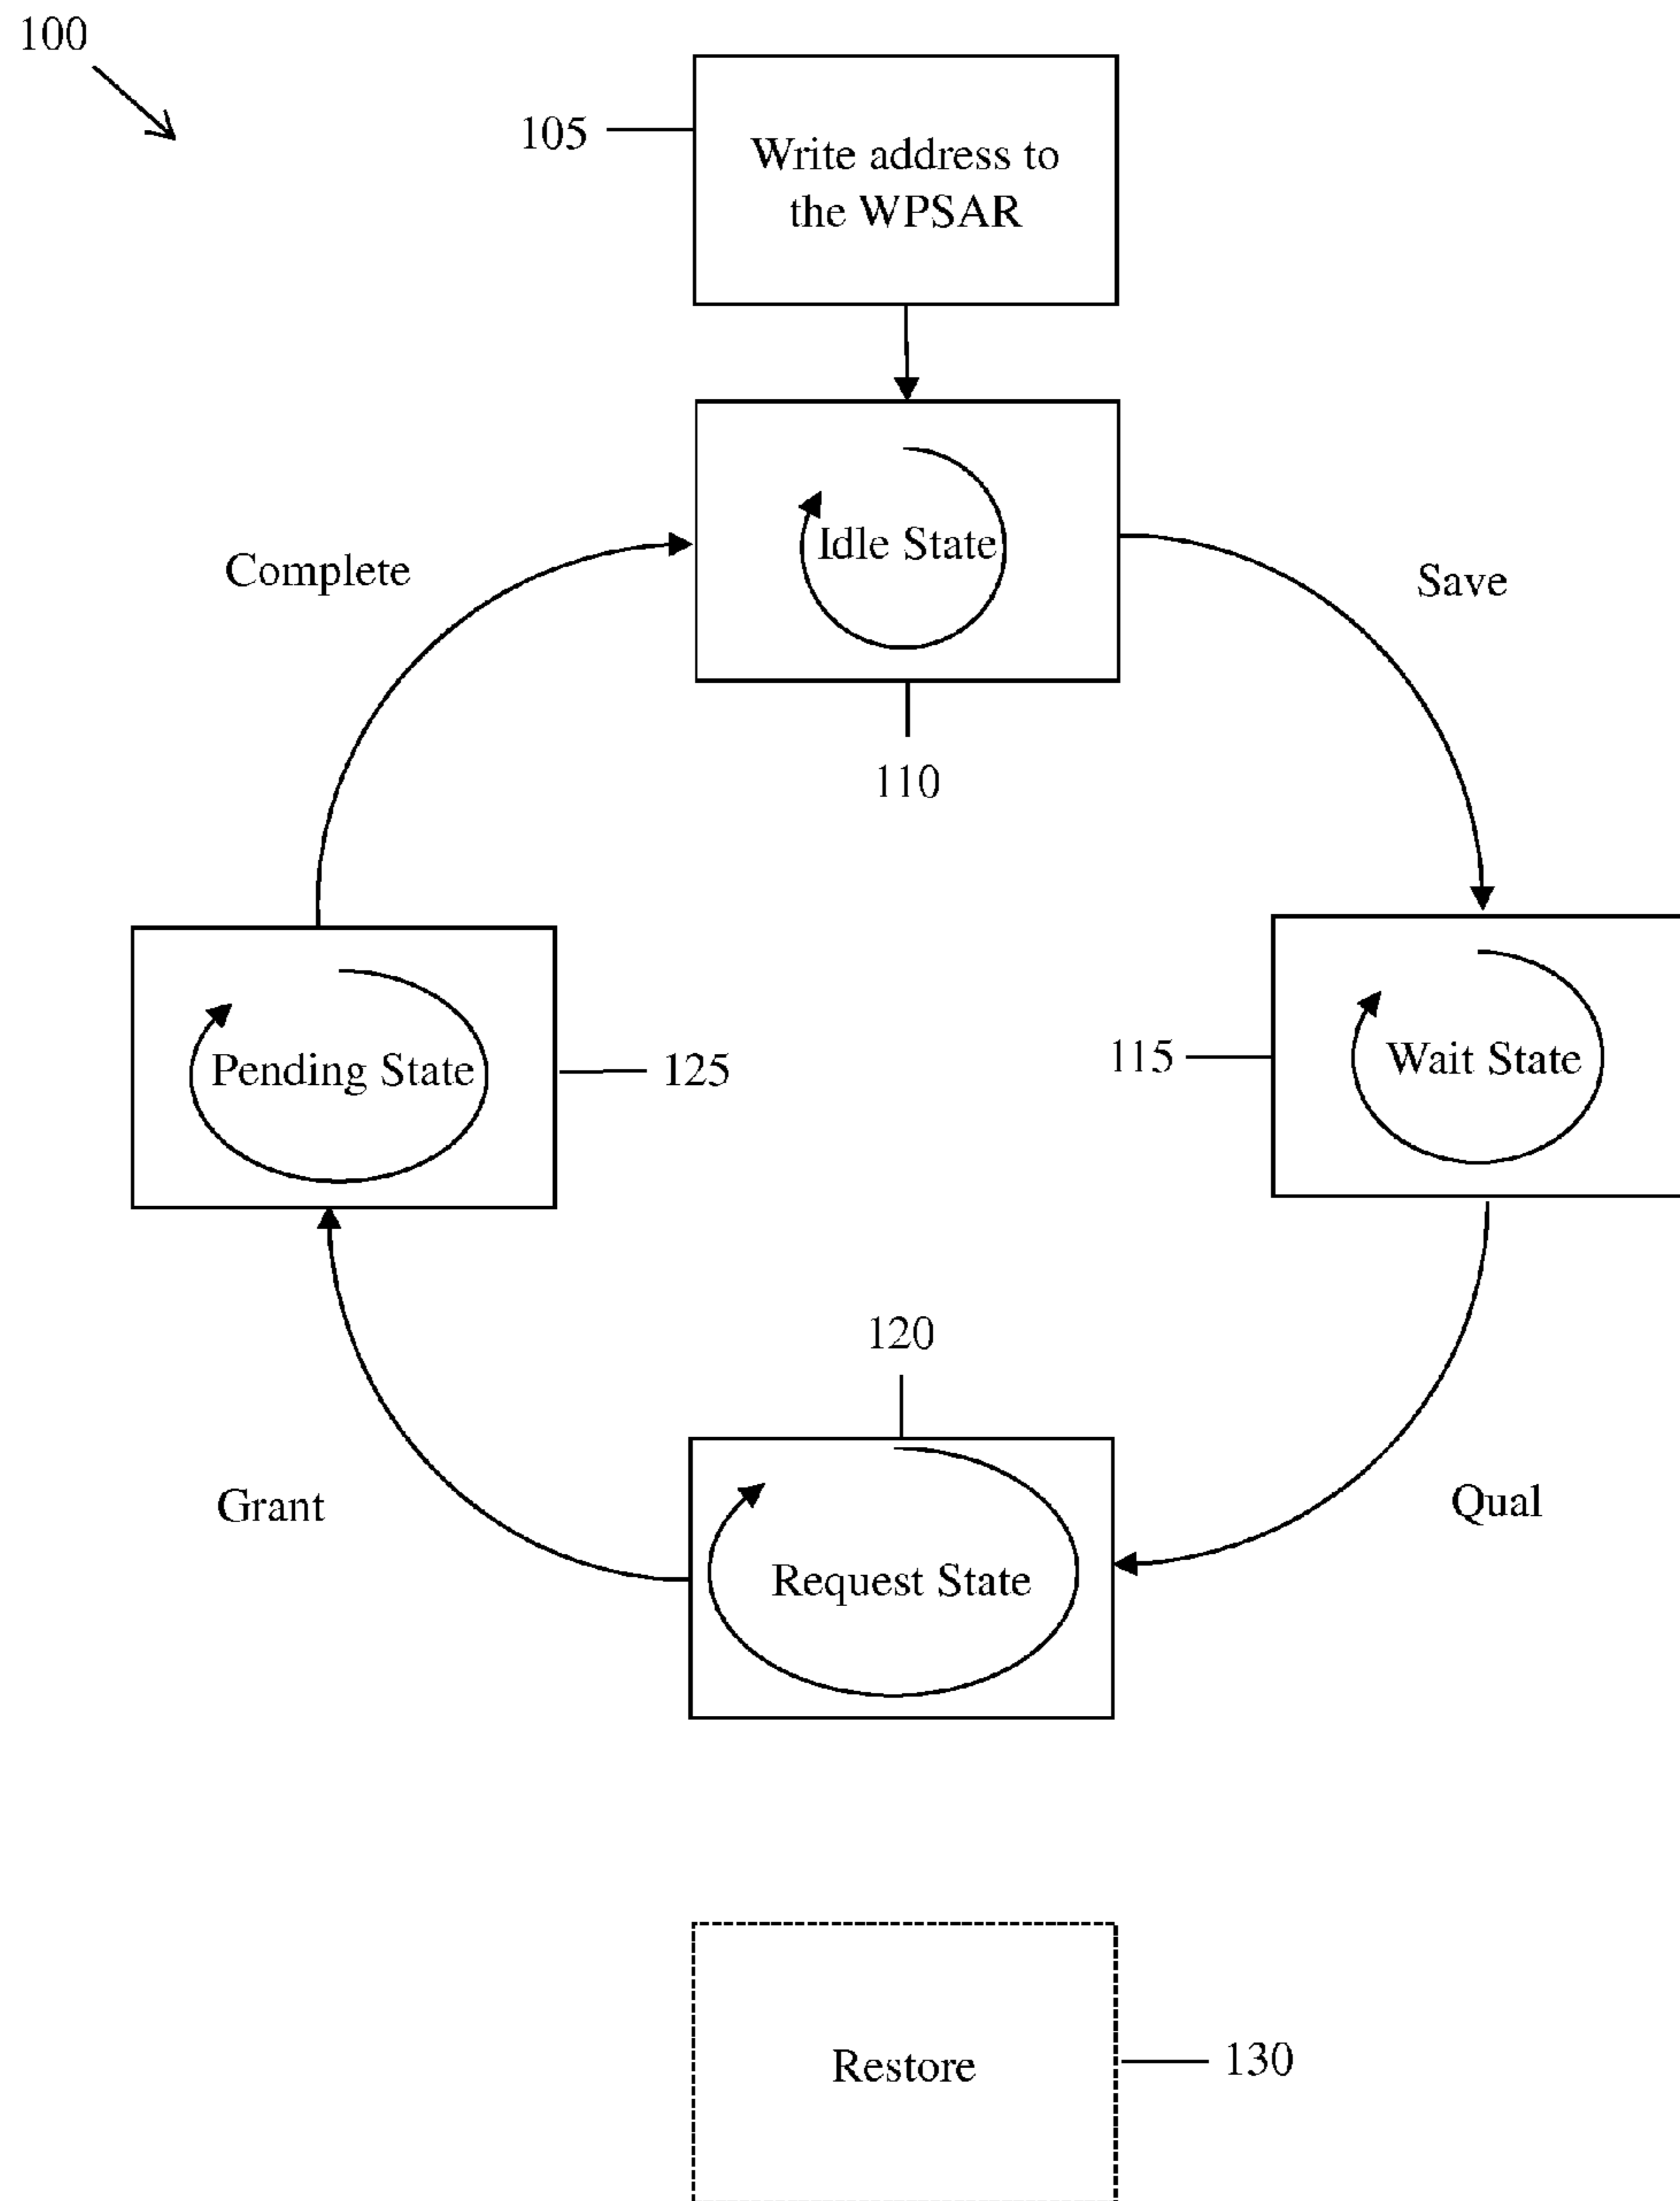 100
105
Write address to
the WPSAR
Idle State
Complete
Save
110
Pending State
125
115
Wait State
120
Grant
Qual
Request State
Restore
130